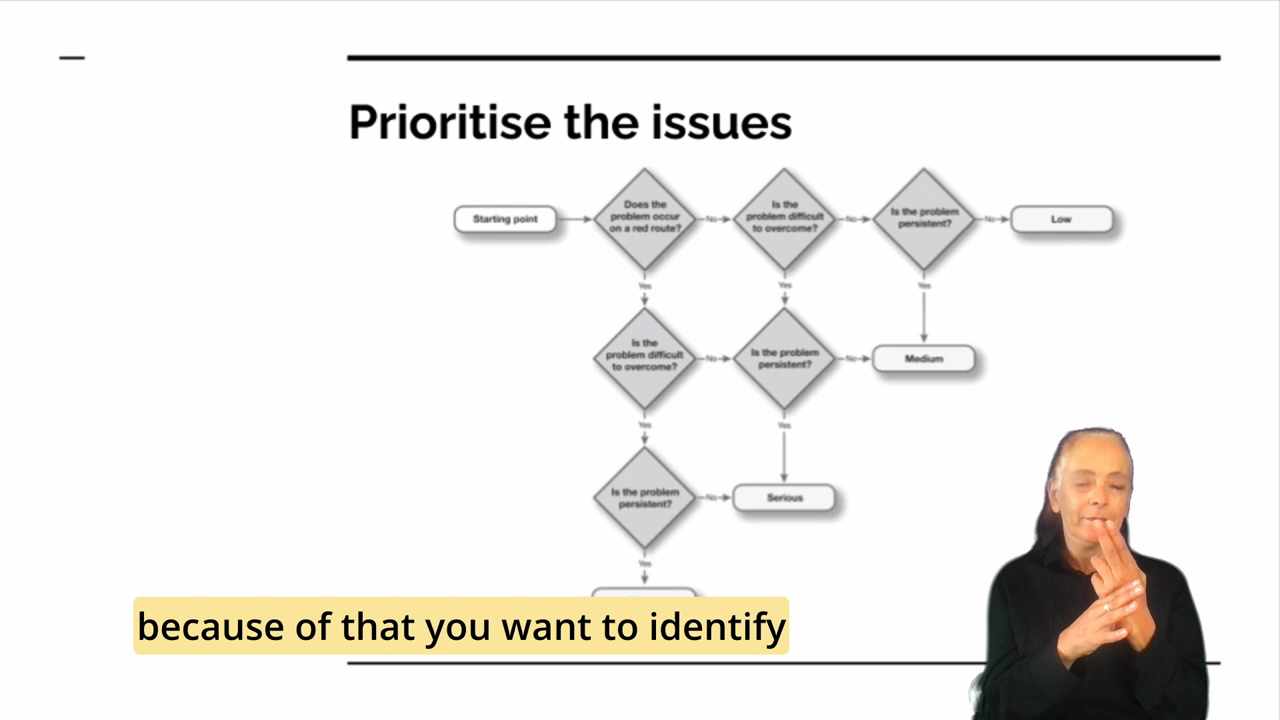 Prioritise the issues
Starting point
Does the
problem occur
on a red route?
No
Is the
problem difficult
to overcome?
No
Is the problem
persistent?
No
Low
Yes
Yes
Yes
Is the
problem difficult
to overcome?
No
Is the problem
persistent?
No
Medium
Yes
Yes
Is the problem
persistent?
No
Serious
Yes
because of that you want to identify